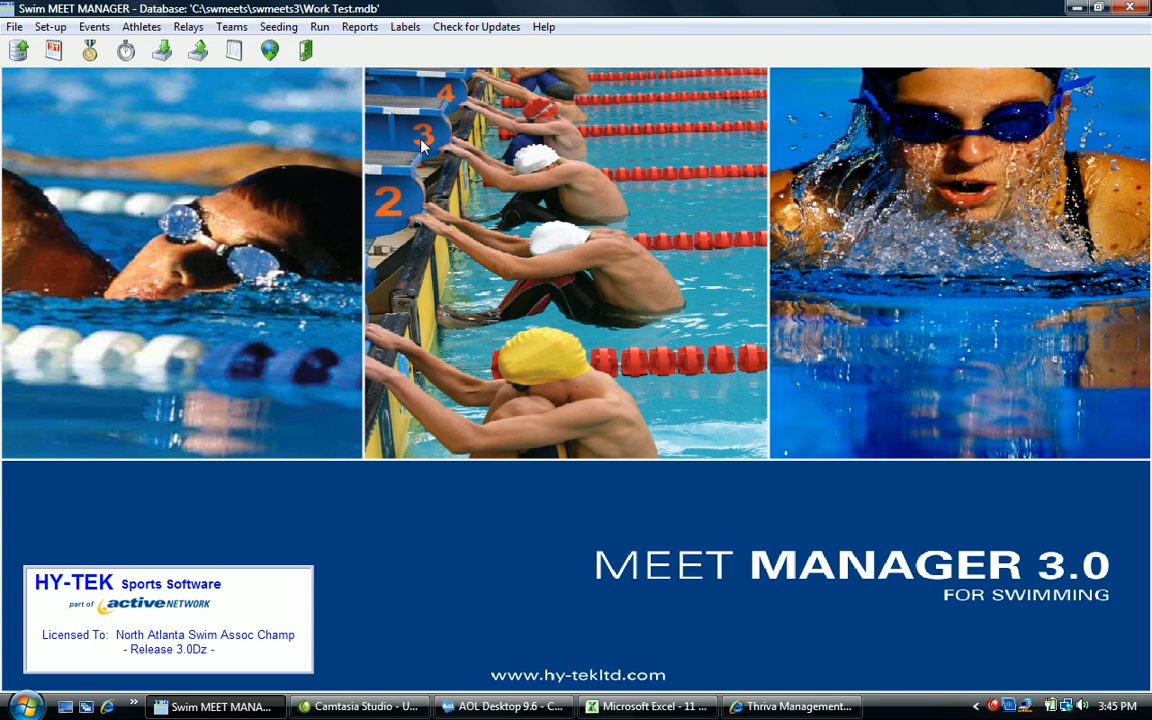 Swim MEET MANAGER - Database: 'C:\swmeets\swmeets3\Work Test.mdb'
File Set-up Events Athletes Relays Teams Seeding Run Reports Labels Check for Updates Help
31
4
3
2
MEET MANAGER 3.0
FOR SWIMMING
HY-TEK Sports Software
part of activeNETWORK
Licensed To: North Atlanta Swim Assoc Champ
- Release 3.0Dz -
www.hy-tekltd.com
Swim MEET MANA... Camtasia Studio - U... AOL Desktop 9.6 - C... Microsoft Excel - 11 ... Thriva Management... 3:45 PM